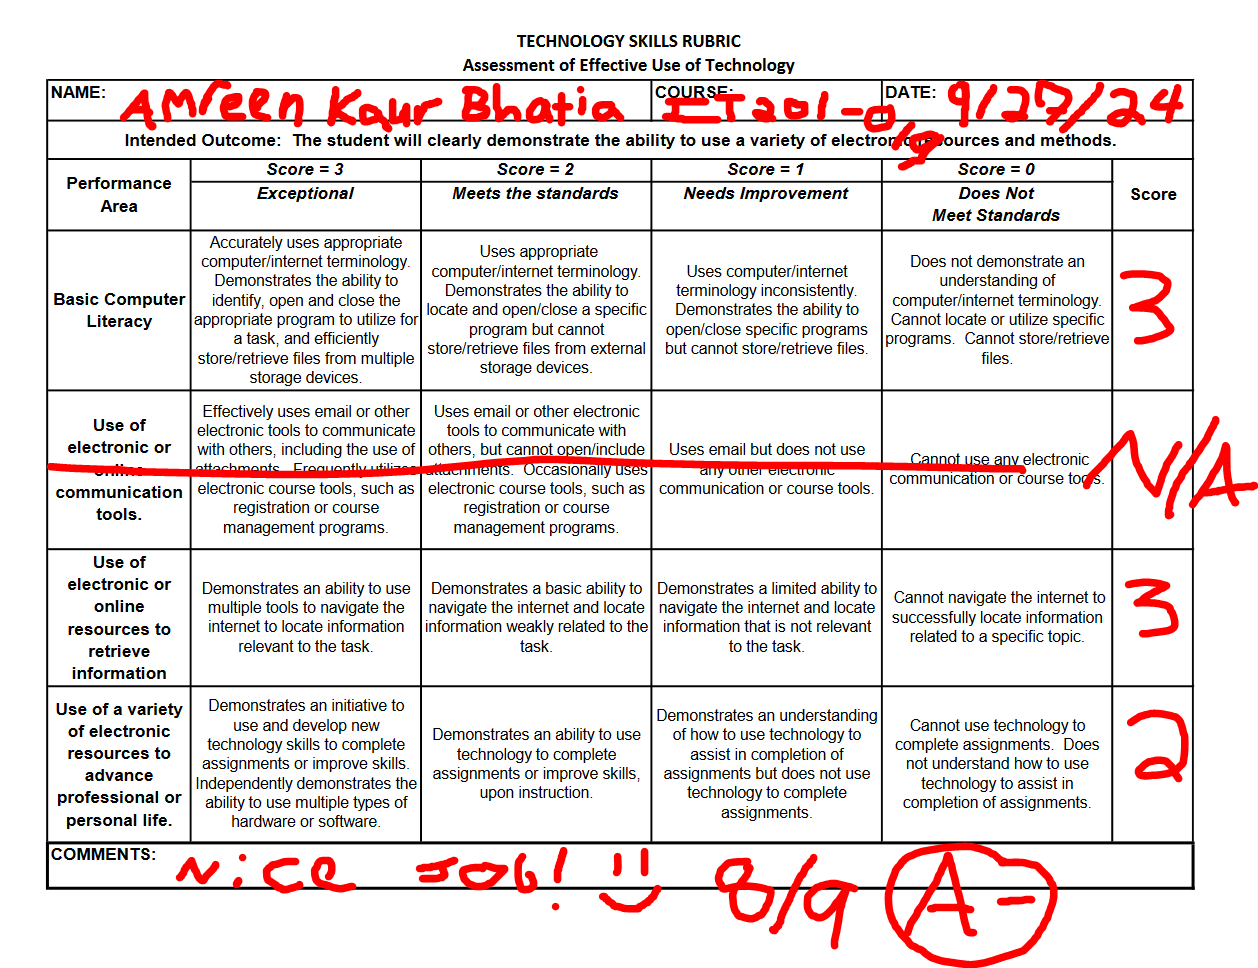 TECHNOLOGY SKILLS RUBRIC
Assessment of Effective Use of Technology
NAME: Amreen Kaur Bhatia COURSE: IT201-019 DATE: 9/27/24
Intended Outcome: The student will clearly demonstrate the ability to use a variety of electronic resources and methods.
Performance
Area
Score = 3
Exceptional
Score = 2
Meets the standards
Score = 1
Needs Improvement
Score = 0
Does Not
Meet Standards
Score
Basic Computer
Literacy
Accurately uses appropriate
computer/internet terminology.
Demonstrates the ability to
identify, open and close the
appropriate program to utilize for
a task, and efficiently
store/retrieve files from multiple
storage devices.
Uses appropriate
computer/internet terminology.
Demonstrates the ability to
locate and open/close a specific
program but cannot
store/retrieve files from external
storage devices.
Uses computer/internet
terminology inconsistently.
Demonstrates the ability to
open/close specific programs
but cannot store/retrieve files.
Does not demonstrate an
understanding of
computer/internet terminology.
Cannot locate or utilize specific
programs. Cannot store/retrieve
files.
3
Use of
electronic or
online
communication
tools.
Effectively uses email or other
electronic tools to communicate
with others, including the use of
attachments. Frequently utilizes
electronic course tools, such as
registration or course
management programs.
Uses email or other electronic
tools to communicate with
others, but cannot open/include
attachments. Occasionally uses
electronic course tools, such as
registration or course
management programs.
Uses email but does not use
any other electronic
communication or course tools.
Cannot use any electronic
communication or course tools.
N/A
Use of
electronic or
online
resources to
retrieve
information
Demonstrates an ability to use
multiple tools to navigate the
internet to locate information
relevant to the task.
Demonstrates a basic ability to
navigate the internet and locate
information weakly related to the
task.
Demonstrates a limited ability to
navigate the internet and locate
information that is not relevant
to the task.
Cannot navigate the internet to
successfully locate information
related to a specific topic.
3
Use of a variety
of electronic
resources to
advance
professional or
personal life.
Demonstrates an initiative to
use and develop new
technology skills to complete
assignments or improve skills.
Independently demonstrates the
ability to use multiple types of
hardware or software.
Demonstrates an ability to use
technology to complete
assignments or improve skills,
upon instruction.
Demonstrates an understanding
of how to use technology to
assist in completion of
assignments but does not use
technology to complete
assignments.
Cannot use technology to
complete assignments. Does
not understand how to use
technology to assist in
completion of assignments.
2
COMMENTS: Nice Job! 8/9 A-